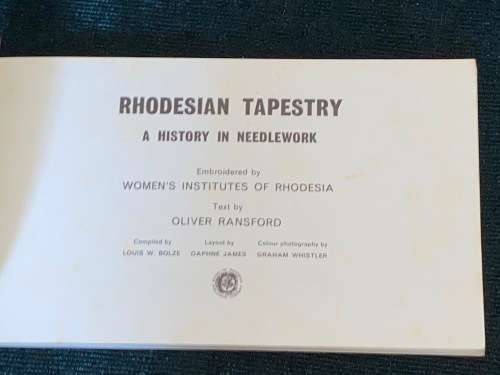 RHODESIAN TAPESTRY
A HISTORY IN NEEDLEWORK
Embroidered by
WOMEN'S INSTITUTES OF RHODESIA
Text by
OLIVER RANSFORD
Compiled by Layout by Colour photography by
LOUIS W. BOLZE DAPHNE JAMES GRAHAM WHISTLER